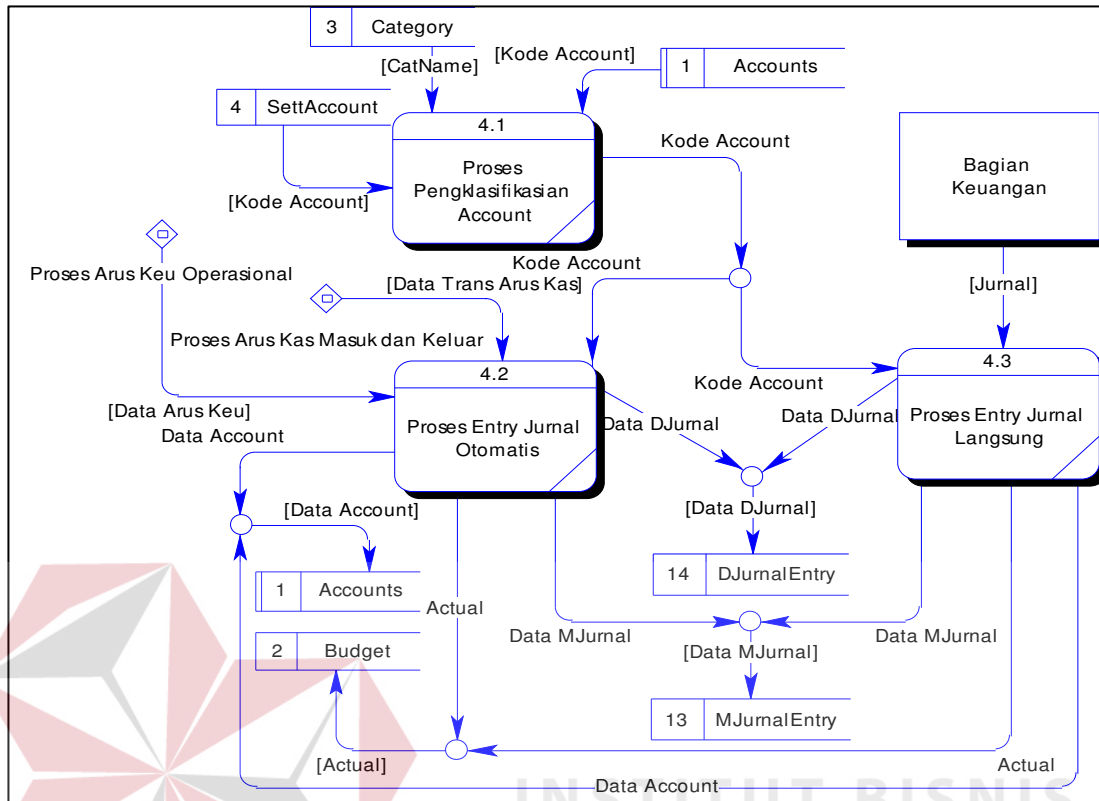 3 Category
[Kode Account]
[CatName]
1 Accounts
4 SettAccount
4.1
Kode Account
Proses
Pengklasifikasian
Account
Bagian
Keuangan
[Kode Account]
Kode Account
Proses Arus Keu Operasional
[Data Trans Arus Kas]
[Jurnal]
Proses Arus Kas Masuk dan Keluar
4.2
4.3
Kode Account
[Data Arus Keu]
Data DJurnal
Data DJurnal
Proses Entry Jurnal
Otomatis
Proses Entry Jurnal
Langsung
Data Account
[Data Account]
[Data DJurnal]
14 DJurnalEntry
1 Accounts
Actual
Data MJurnal
Data MJurnal
2 Budget
[Data MJurnal]
13 MJurnalEntry
[Actual]
Actual
Data Account
INSTITUT BISNIS